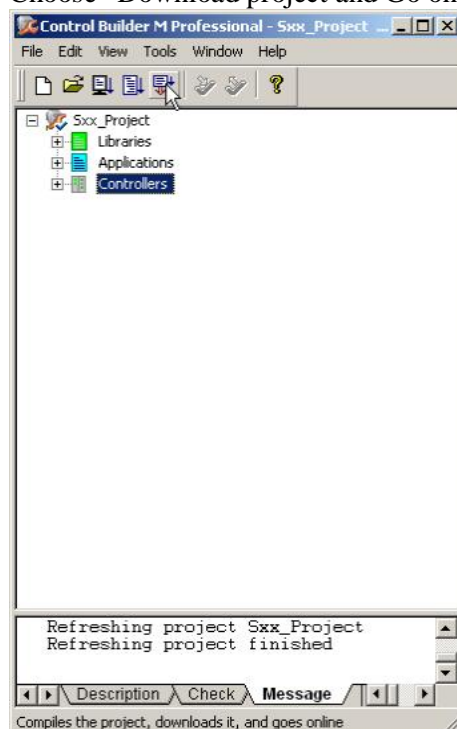 Choose "Download project and Go on
Control Builder M Professional - Sxx_Project ...
File Edit View Tools Window Help
Sxx_Project
Libraries
Applications
Controllers
Refreshing project Sxx_Project
Refreshing project finished
Description Check Message
Compiles the project, downloads it, and goes online